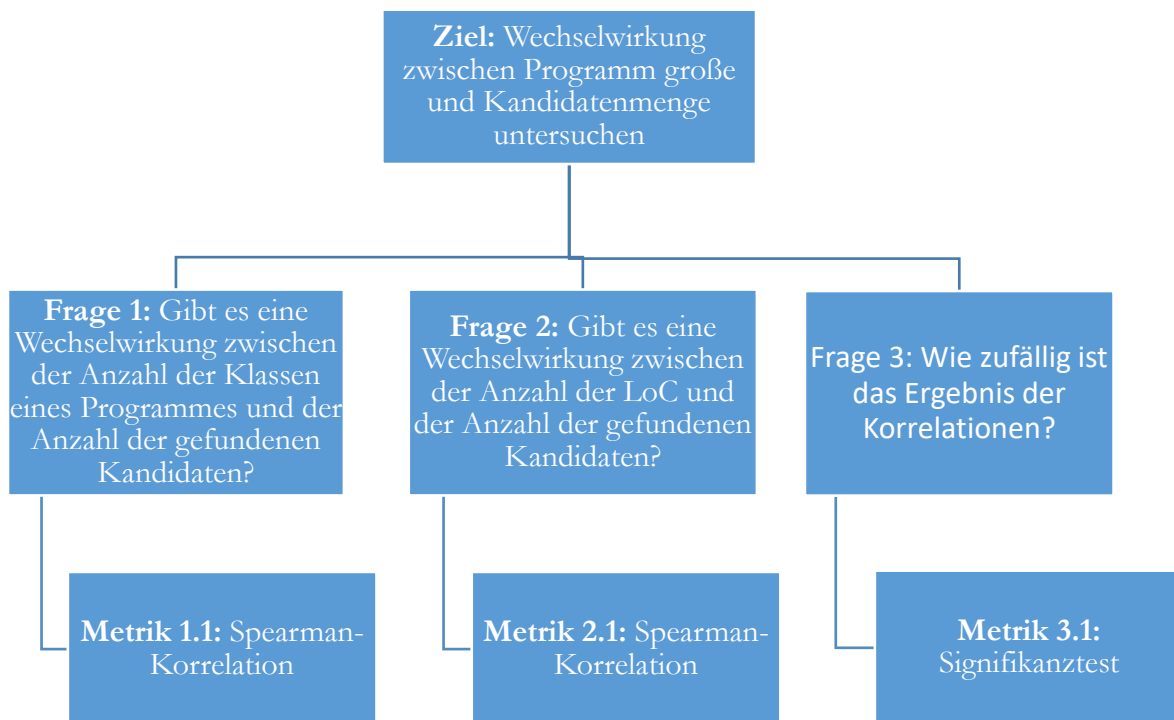 Ziel: Wechselwirkung
zwischen Programm große
und Kandidatenmenge
untersuchen
Frage 1: Gibt es eine
Wechselwirkung zwischen
der Anzahl der Klassen
eines Programmes und der
Anzahl der gefundenen
Kandidaten?
Frage 2: Gibt es eine
Wechselwirkung zwischen
der Anzahl der LoC und
der Anzahl der gefundenen
Kandidaten?
Frage 3: Wie zufällig ist
das Ergebnis der
Korrelationen?
Metrik 1.1: Spearman-
Korrelation
Metrik 2.1: Spearman-
Korrelation
Metrik 3.1:
Signifikanztest